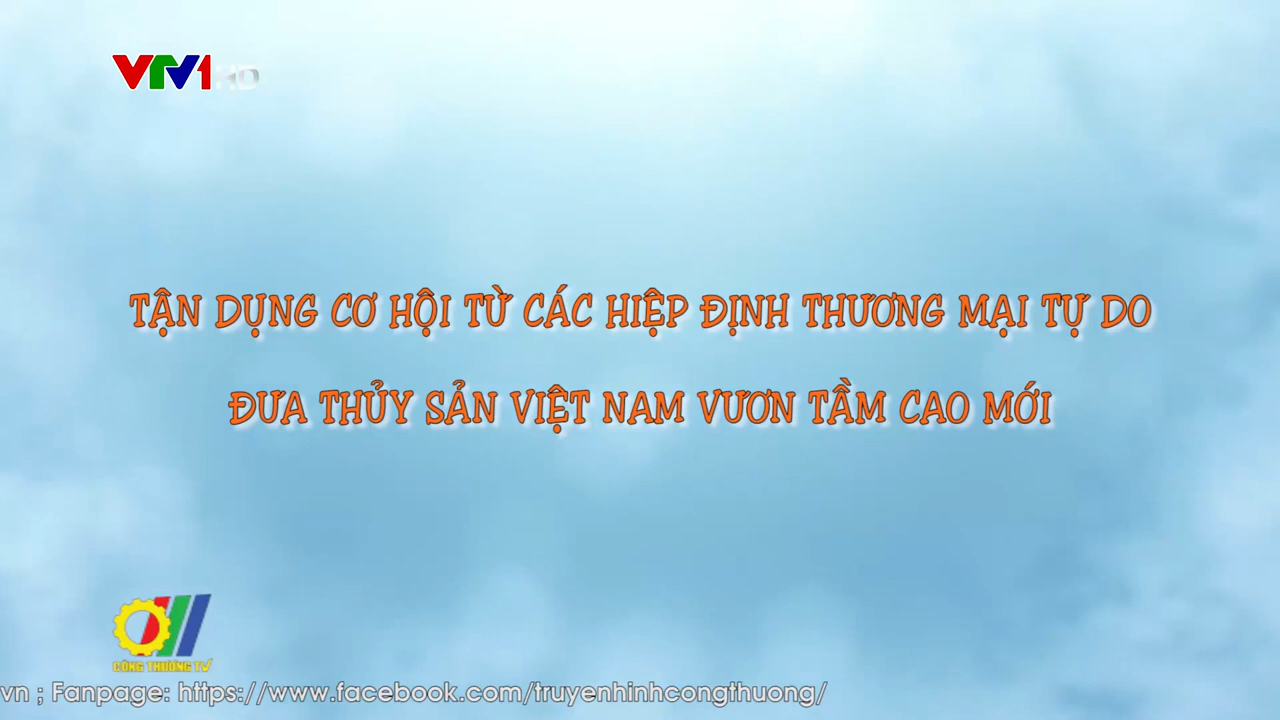 VTV1 HD
TẬN DỤNG CƠ HỘI TỪ CÁC HIỆP ĐỊNH THƯƠNG MẠI TỰ DO
ĐƯA THỦY SẢN VIỆT NAM VƯƠN TẦM CAO MỚI
CÔNG THƯƠNG TV
vn ; Fanpage: https://www.facebook.com/truyenhinhcongthuong/